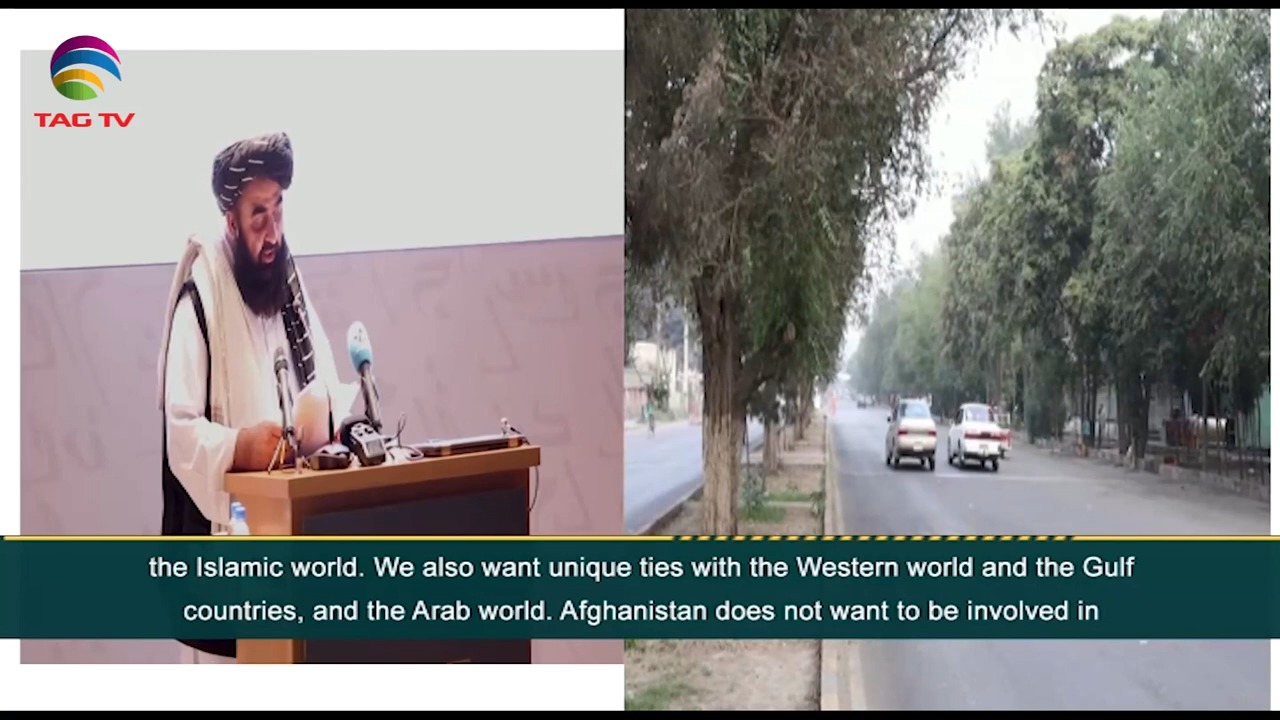 TAG TV
the Islamic world. We also want unique ties with the Western world and the Gulf
countries, and the Arab world. Afghanistan does not want to be involved in